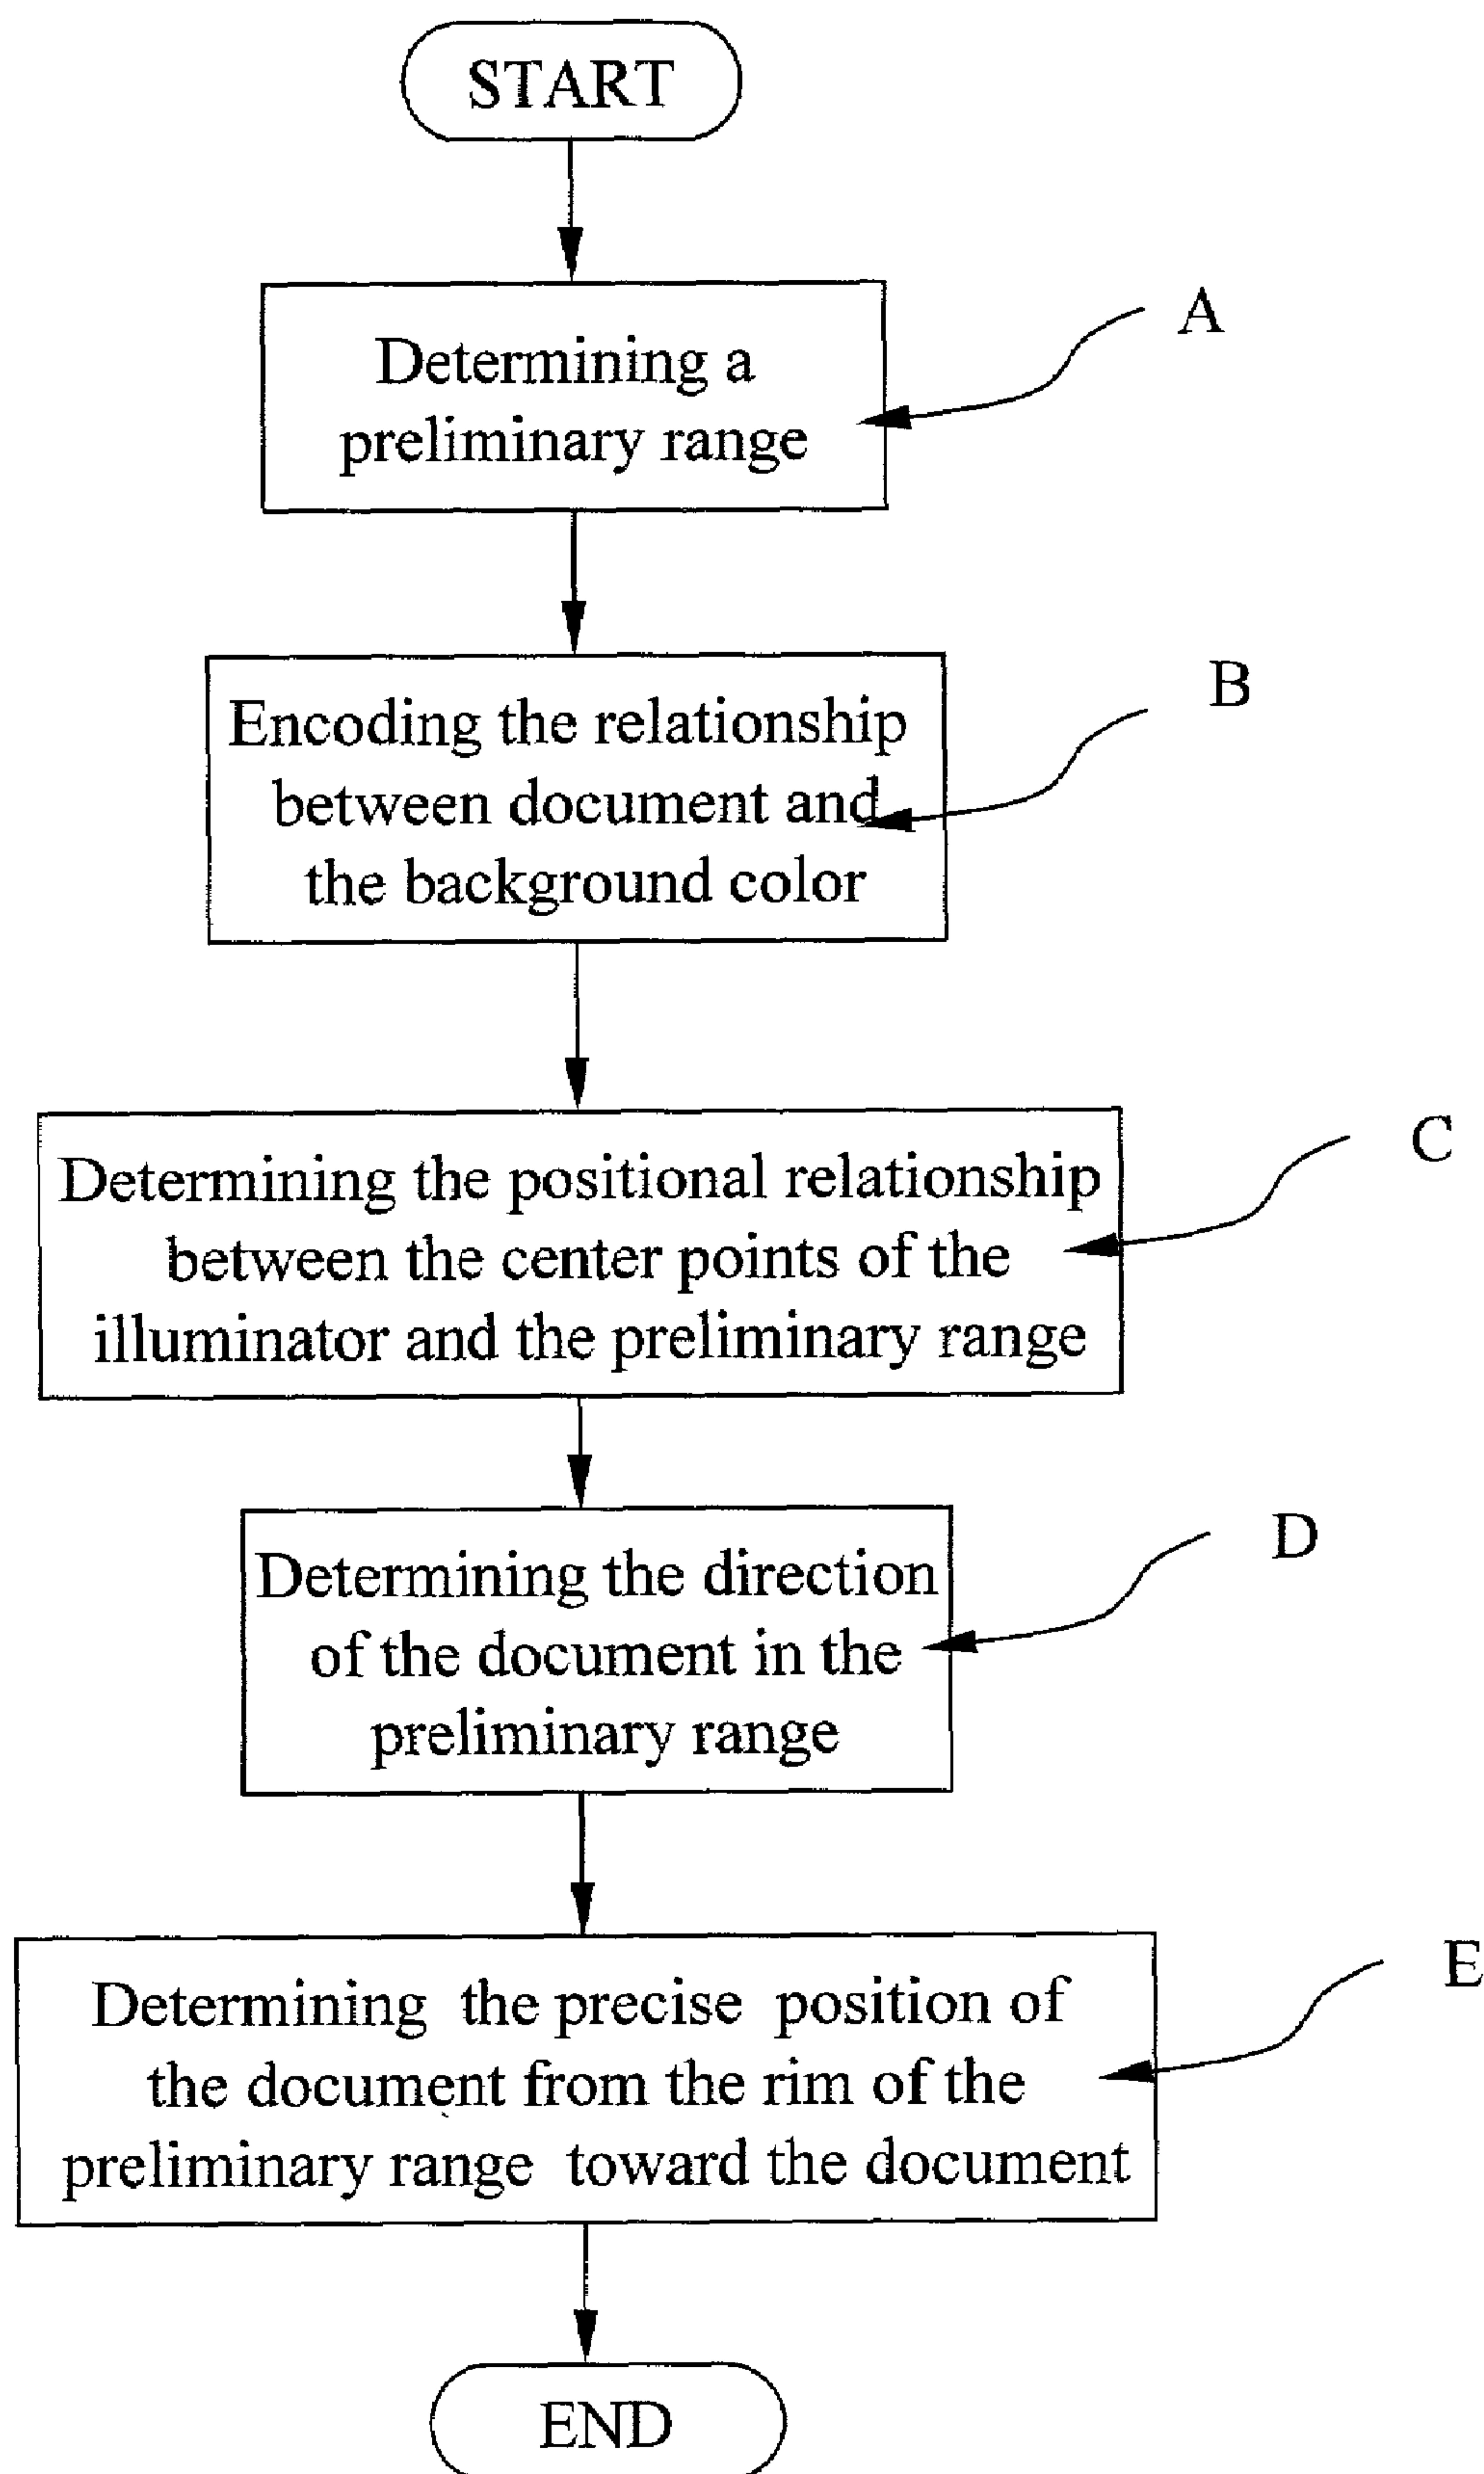 START
A
Determining a
preliminary range
B
Encoding the relationship
between document and
the background color
C
Determining the positional relationship
between the center points of the
illuminator and the preliminary range
D
Determining the direction
of the document in the
preliminary range
E
Determining the precise position of
the document from the rim of the
preliminary range toward the document
END